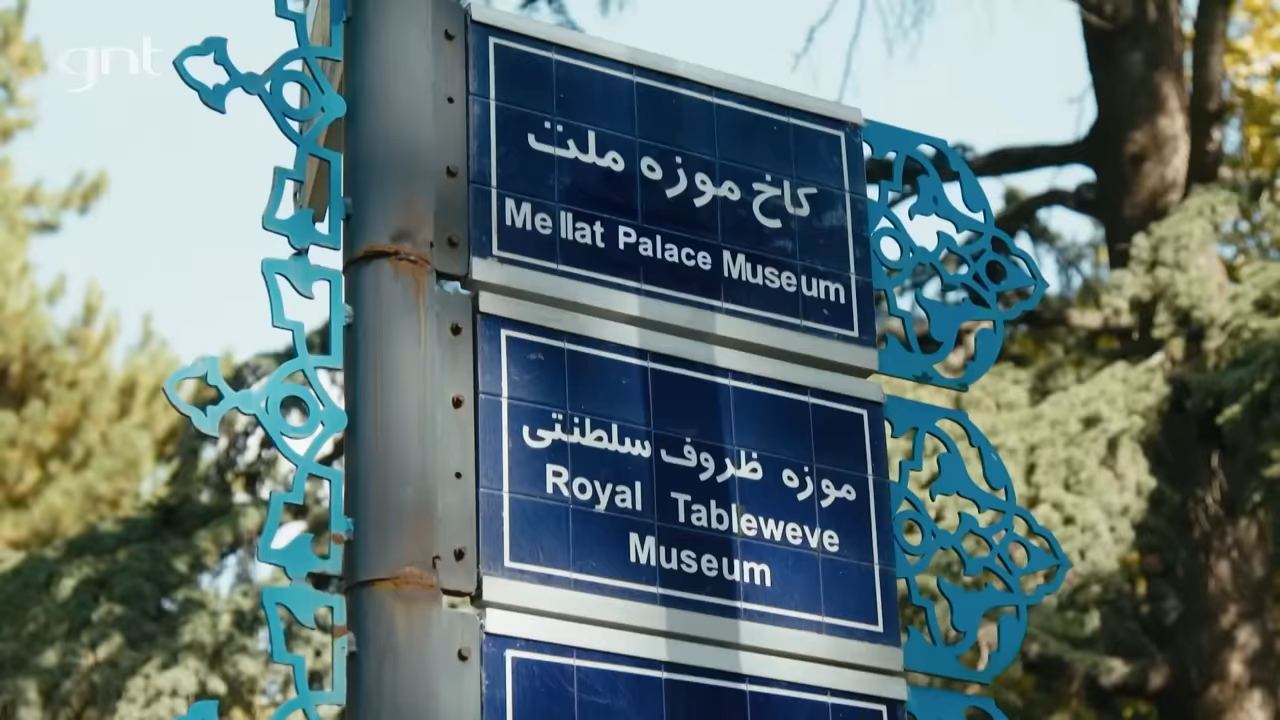 gnt
کاخ موزه ملت
Mellat Palace Museum
موزه ظروف سلطنتی
Royal Tableweve
Museum